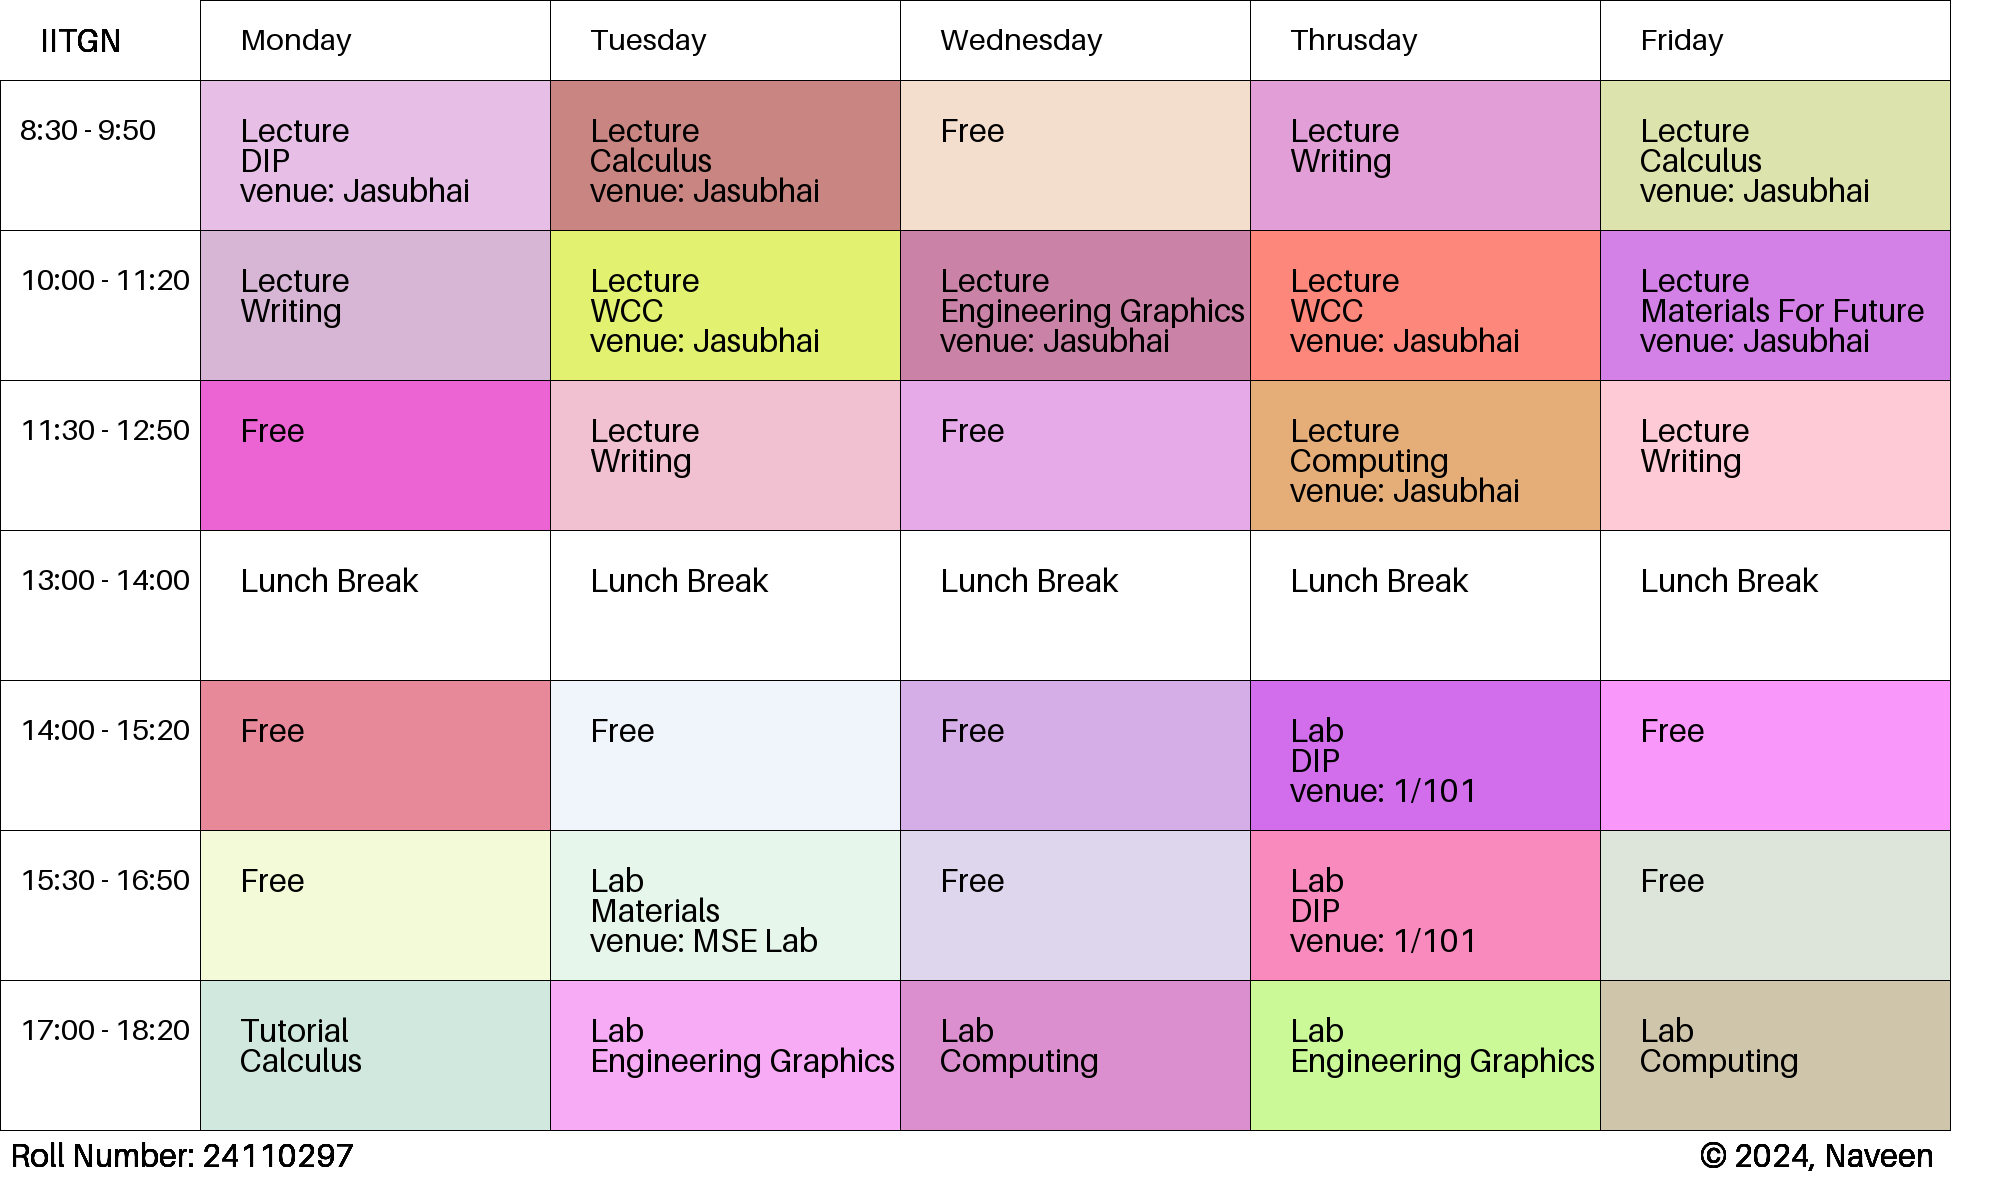 IITGN Monday Tuesday Wednesday Thrusday Friday
8:30 - 9:50
Lecture
DIP
venue: Jasubhai
Lecture
Calculus
venue: Jasubhai
Free
Lecture
Writing
Lecture
Calculus
venue: Jasubhai
10:00 - 11:20
Lecture
Writing
Lecture
WCC
venue: Jasubhai
Lecture
Engineering Graphics
venue: Jasubhai
Lecture
WCC
venue: Jasubhai
Lecture
Materials For Future
venue: Jasubhai
11:30 - 12:50
Free
Lecture
Writing
Free
Lecture
Computing
venue: Jasubhai
Lecture
Writing
13:00 - 14:00
Lunch Break
Lunch Break
Lunch Break
Lunch Break
Lunch Break
14:00 - 15:20
Free
Free
Free
Lab
DIP
venue: 1/101
Free
15:30 - 16:50
Free
Lab
Materials
venue: MSE Lab
Free
Lab
DIP
venue: 1/101
Free
17:00 - 18:20
Tutorial
Calculus
Lab
Engineering Graphics
Lab
Computing
Lab
Engineering Graphics
Lab
Computing
Roll Number: 24110297
© 2024, Naveen